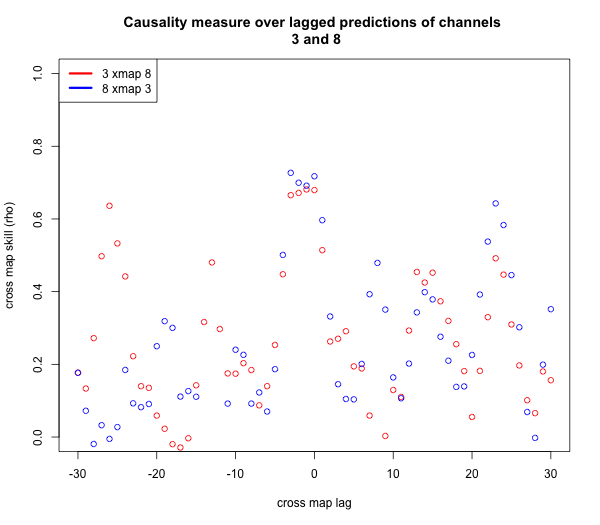 Causality measure over lagged predictions of channels
3 and 8
3 xmap 8
8 xmap 3
cross map skill (rho)
1.0
0.8
0.6
0.4
0.2
0.0
-30 -20 -10 0 10 20 30
cross map lag